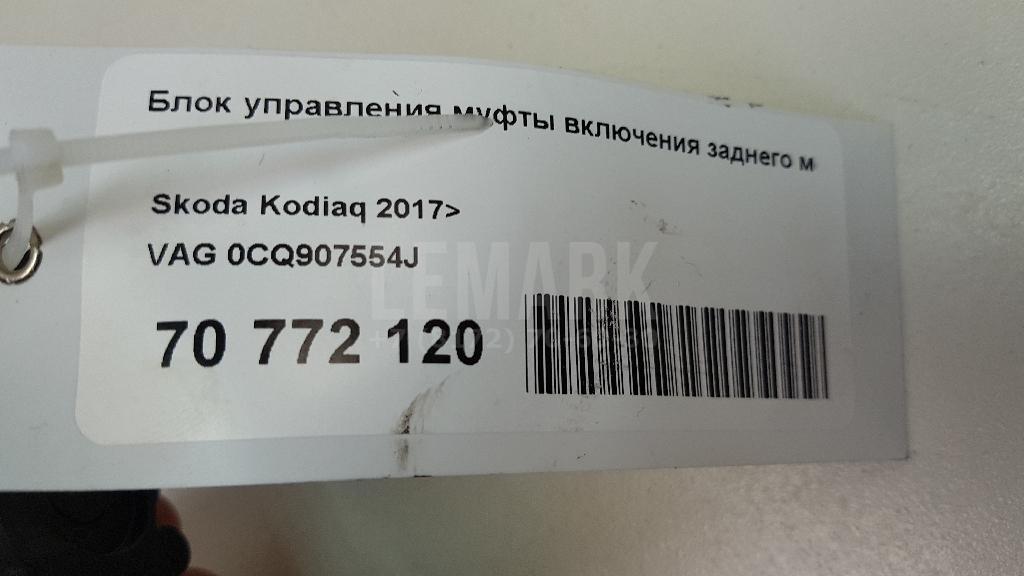 Блок управления муфты включения заднего м
Skoda Kodiaq 2017>
VAG 0CQ907554J
LEMARK
70 772 120